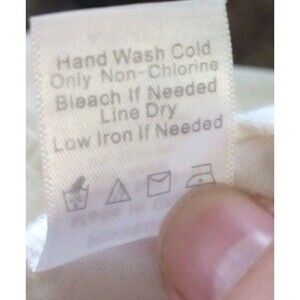 Hand Wash Cold
Only Non-Chlorine
Bleach If Needed
Line Dry
Low Iron If Needed